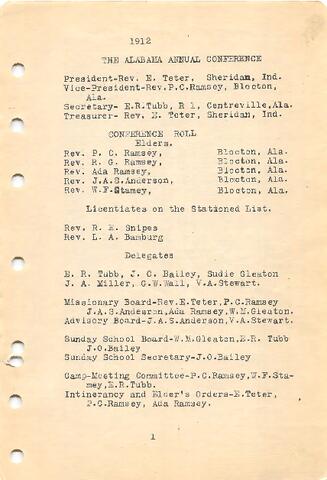 1912
THE ALABAMA ANNUAL CONFERENCE
President-Rev. E. Teter, Sheridan, Ind.
Vice-President-Rev.P.C.Ramsey, Blocton,
Ala.
Secretary- E.R.Tubb, R 1, Centreville,Ala.
Treasurer- Rev. E. Teter, Sheridan, Ind.
CONFERENCE ROLL
Elders.
Rev. P. C. Ramsey, Blocton, Ala.
Rev. R. G. Ramsey, Blocton, Ala.
Rev. Ada Ramsey, Blocton, Ala.
Rev. J.A.S.Anderson, Blocton, Ala.
Rev. W.F.Stamey, Blocton, Ala.
Licentiates on the Stationed List.
Rev. R. E. Snipes
Rev. L. A. Bamburg
Delegates
E. R. Tubb, J. O. Bailey, Sudie Gleaton
J. A. Miller, G.W.Wall, V.A.Stewart.
Missionary Board-Rev.E.Teter,P.C.Ramsey
J.A.S.Andesron,Ada Ramsey,W.M.Gleaton.
Advisory Board-J.A.S.Anderson,V.A.Stewart.
Sunday School Board-W.M.Gleaton,E.R. Tubb
J.O.Bailey
Sunday School Secretary-J.O.Bailey
Camp-Meeting Committee-P.C.Ramsey,W.F.Sta-
mey,E.R.Tubb.
Intinerancy and Elder's Orders-E.Teter,
P.C.Ramsey, Ada Ramsey.
1